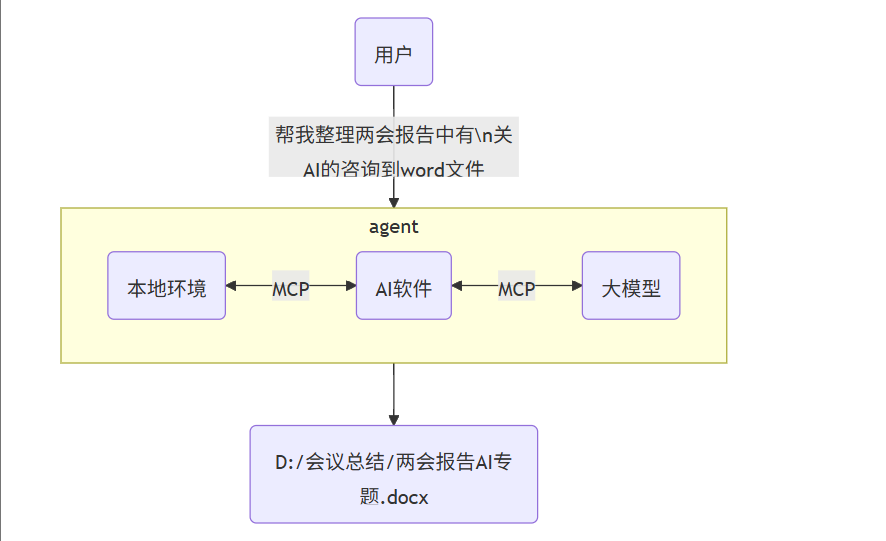 用户
帮我整理两会报告中有\n关
AI的咨询到word文件
agent
本地环境
MCP
AI软件
MCP
大模型
D:/会议总结/两会报告AI专
题.docx